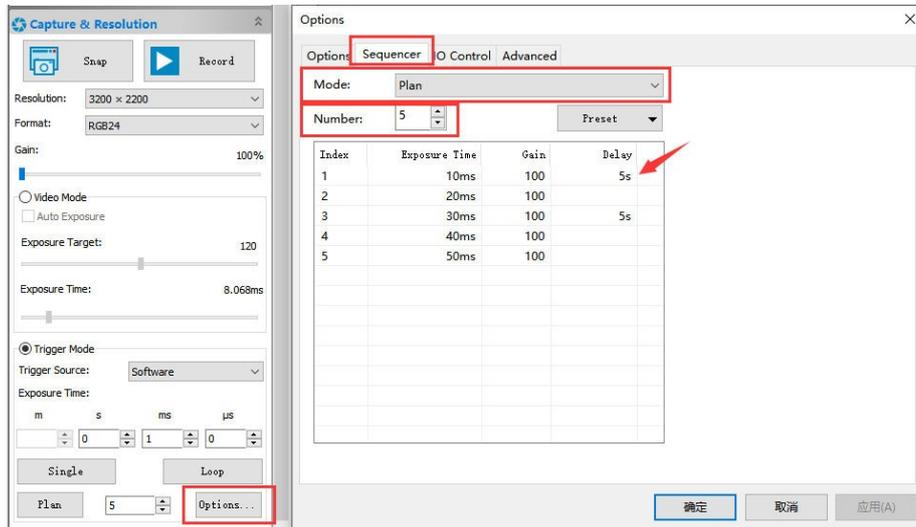 Capture & Resolution
Snap
Record
Resolution:
3200 × 2200
Format:
RGB24
Gain:
100%
Video Mode
Auto Exposure
Exposure Target:
120
Exposure Time:
8.068ms
Trigger Mode
Trigger Source:
Software
Exposure Time:
m s ms µs
0 1 0
Single
Loop
Plan
5
Options...
Options
Options Sequencer IO Control Advanced
Mode:
Plan
Number:
5
Preset
Index Exposure Time Gain Delay
1 10ms 100 5s
2 20ms 100
3 30ms 100 5s
4 40ms 100
5 50ms 100
确定
取消
应用(A)